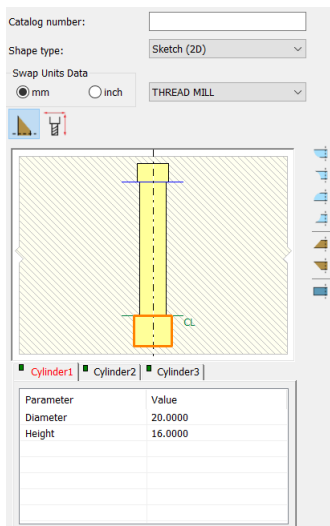 Catalog number:
Shape type: Sketch (2D)
Swap Units Data
mm inch THREAD MILL
CL
Cylinder1 Cylinder2 Cylinder3
Parameter Value
Diameter 20.0000
Height 16.0000